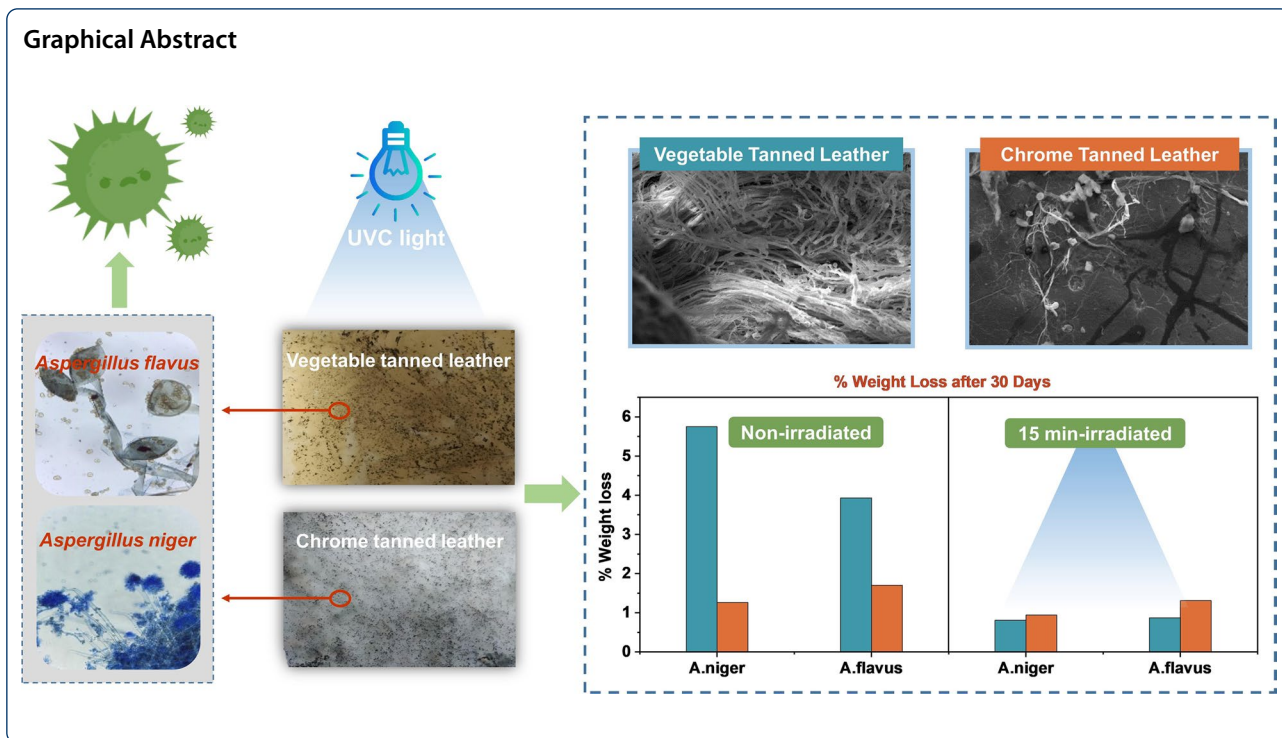 Graphical Abstract
UVC light
Aspergillus flavus
Aspergillus niger
Vegetable tanned leather
Chrome tanned leather
Vegetable Tanned Leather
Chrome Tanned Leather
% Weight Loss after 30 Days
Non-irradiated
15 min-irradiated
% Weight loss
6
5
4
3
2
1
0
A.niger
A.flavus
A.niger
A.flavus